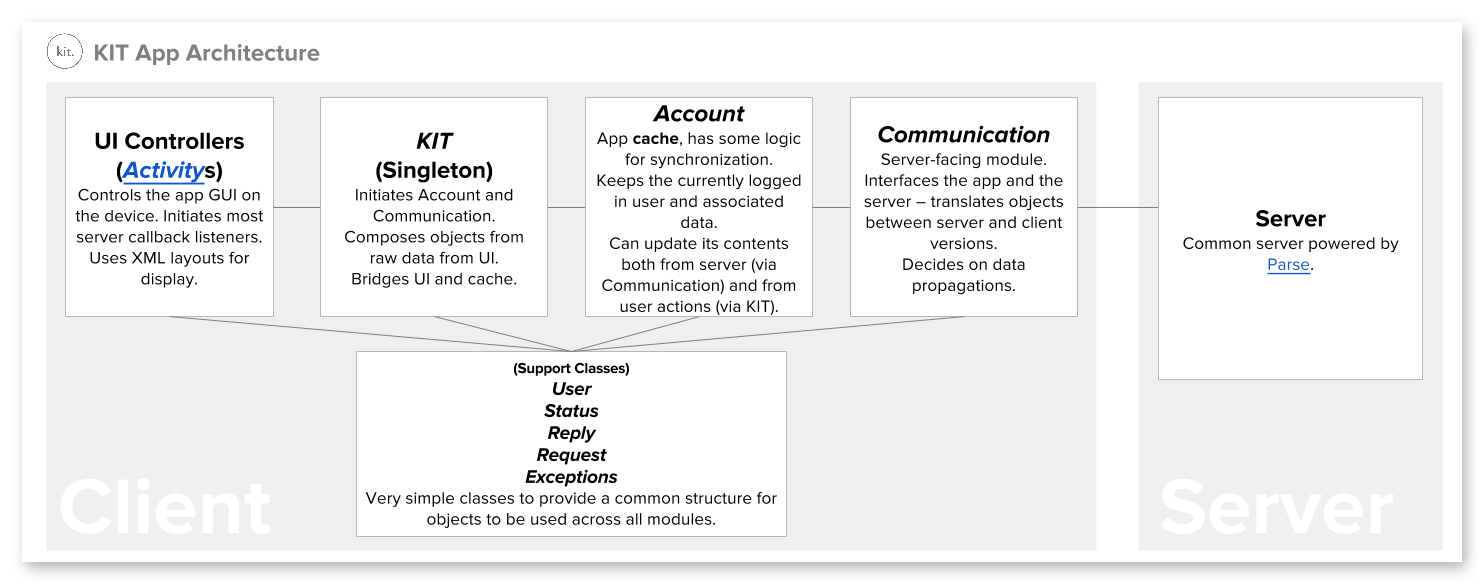 kit.
KIT App Architecture
UI Controllers
(Activitys)
Controls the app GUI on
the device. Initiates most
server callback listeners.
Uses XML layouts for
display.
KIT
(Singleton)
Initiates Account and
Communication.
Composes objects from
raw data from UI.
Bridges UI and cache.
Account
App cache, has some logic
for synchronization.
Keeps the currently logged
in user and associated
data.
Can update its contents
both from server (via
Communication) and from
user actions (via KIT).
Communication
Server-facing module.
Interfaces the app and the
server – translates objects
between server and client
versions.
Decides on data
propagations.
Server
Common server powered by
Parse.
(Support Classes)
User
Status
Reply
Request
Exceptions
Very simple classes to provide a common structure for
objects to be used across all modules.
Client
Server